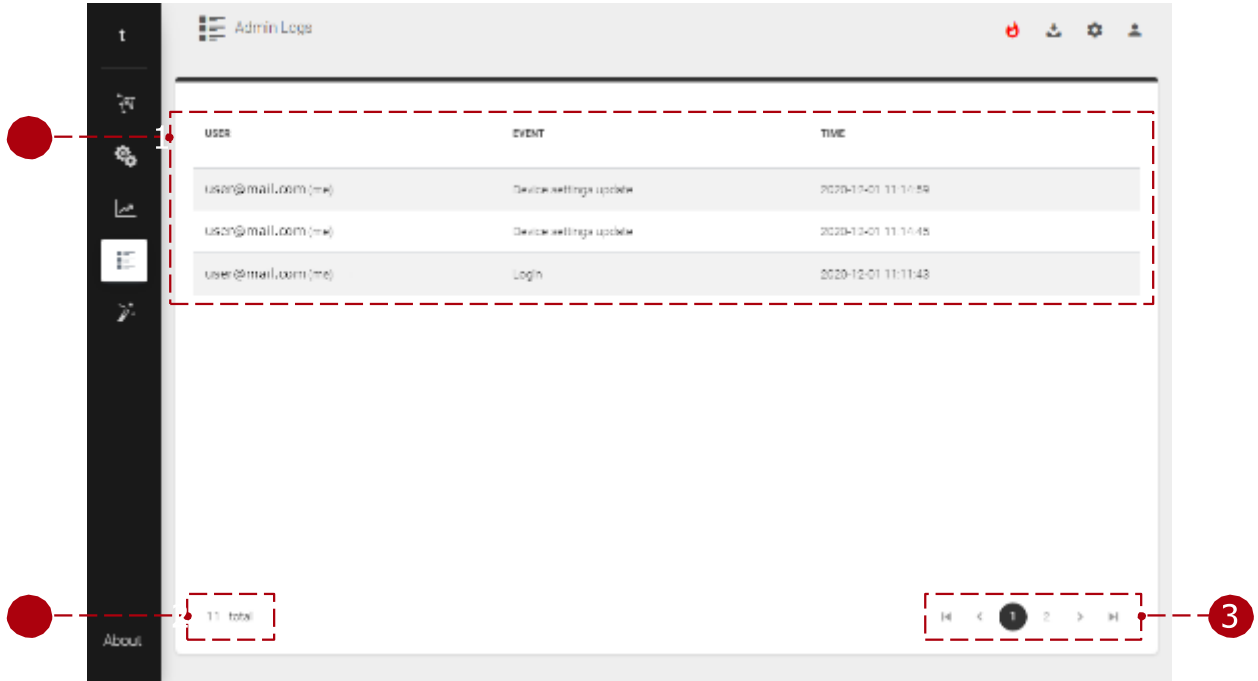 t
Admin Logs
1
USER EVENT TIME
user@mail.com (me) Device settings update 2020-12-01 11:14:59
user@mail.com (me) Device settings update 2020-12-01 11:14:45
user@mail.com (me) Login 2020-12-01 11:11:43
11 total
1 2
3
About